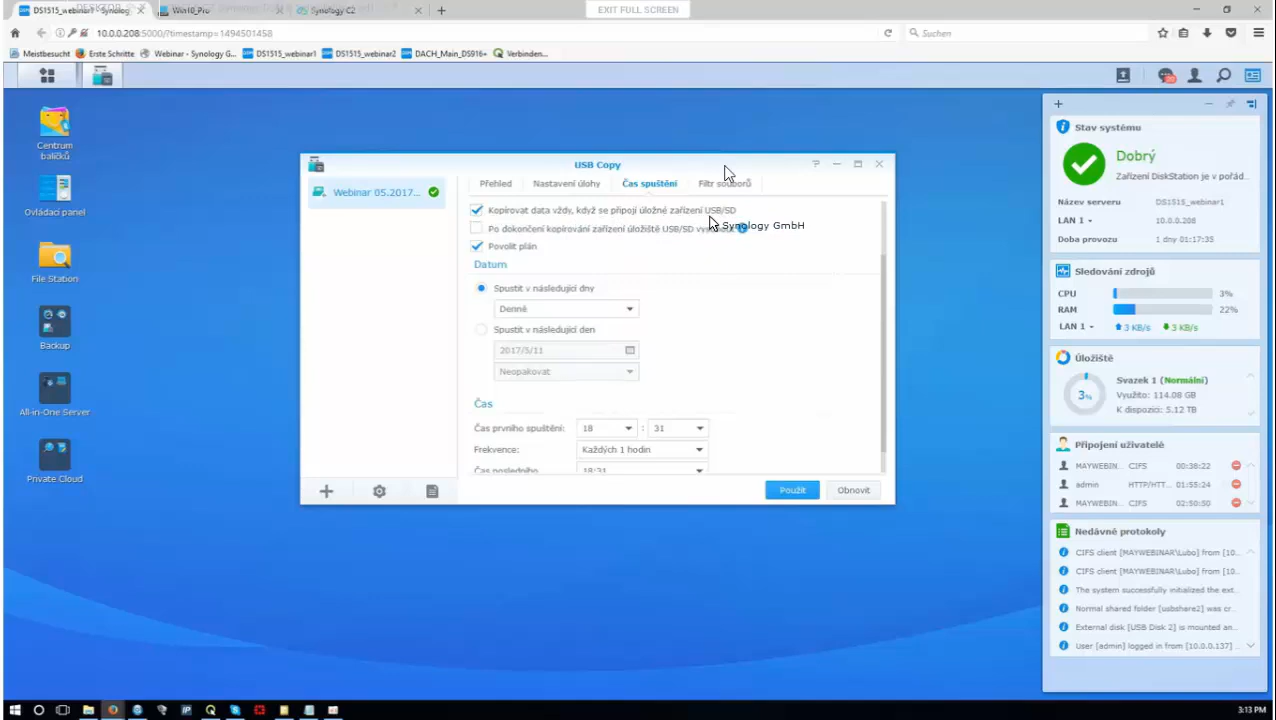 EXIT FULL SCREEN
DS1515_webinar1 - Synolog
Win10_Pro
Synology C2
10.0.0.208:5000/?timestamp=1494501458
Suchen
Meistbesucht
Erste Schritte
Webinar - Synology G...
DS1515_webinar1
DS1515_webinar2
DACH_Main_DS916+
Verbinden...
Centrum
balíčků
Ovládací panel
File Station
Backup
All-in-One Server
Private Cloud
USB Copy
Webinar 05.2017...
Přehled
Nastavení úlohy
Čas spuštění
Filtr souborů
Kopírovat data vždy, když se připojí úložné zařízení USB/SD
Po dokončení kopírování zařízení úložiště USB/SD
Synology GmbH
Povolit plán
Datum
Spustit v následující dny
Denně
Spustit v následující den
2017/5/11
Neopakovat
Čas
Čas prvního spuštění:
18 : 31
Frekvence:
Každých 1 hodin
Čas posledního
18:31
Použít
Obnovit
Stav systému
Dobrý
Zařízení DiskStation je v pořád..
Název serveru
DS1515_webinar1
LAN 1
10.0.0.208
Doba provozu
1 dny 01:17:35
Sledování zdrojů
CPU
3%
RAM
22%
LAN 1
3 KB/s
3 KB/s
Úložiště
3%
Svazek 1 (Normální)
Využito: 114.08 GB
K dispozici: 5.12 TB
Připojení uživatele
MAYWEBIN... CIFS 00:38:22
admin HTTP/HTT... 01:55:24
MAYWEBIN... CIFS 02:50:50
Nedávné protokoly
CIFS client [MAYWEBINAR\Lubo] from [10...
CIFS client [MAYWEBINAR\Lubo] from [10...
The system successfully initialized the ext...
Normal shared folder [usbshare2] was cr...
External disk [USB Disk 2] is mounted an...
User [admin] logged in from [10.0.0.137] ...
3:13 PM